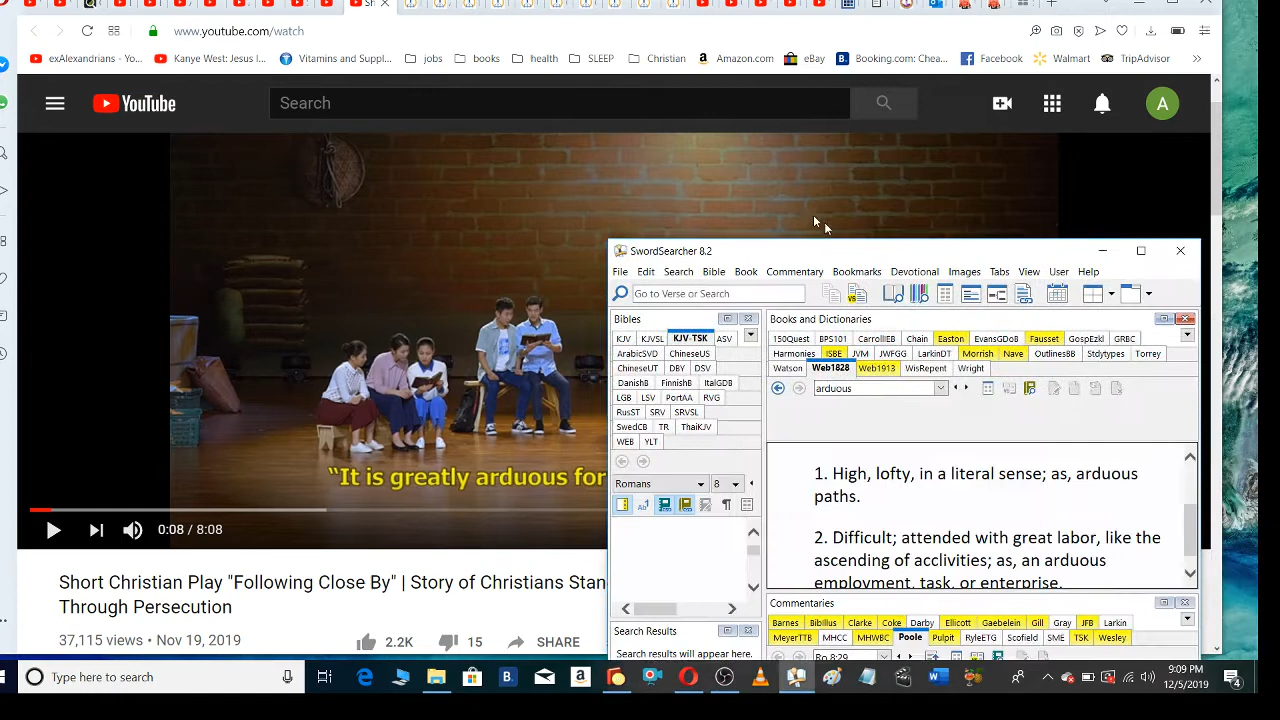 www.youtube.com/watch
exAlexandrians - Yo... Kanye West: Jesus I... Vitamins and Suppl... jobs books health SLEEP Christian Amazon.com eBay Booking.com: Chea... Facebook Walmart TripAdvisor »
YouTube Search A
SwordSearcher 8.2
File Edit Search Bible Book Commentary Bookmarks Devotional Images Tabs View User Help
Go to Verse or Search
Bibles
KJV KJVSL KJV-TSK ASV
ArabicSVD ChineseUS
ChineseUT DBY DSV
DanishB FinnishB ItalGDB
LGB LSV PortAA RVG
RusST SRV SRVSL
SwedCB TR ThaiKJV
WEB YLT
Romans 8
Books and Dictionaries
150Quest BPS101 CarrollEB Chain Easton EvansGDoB Fausset GospEzkl GRBC
Harmonies ISBE JVM JWFGG LarkinDT Morrish Nave OutlinesBB Stdytypes Torrey
Watson Web1828 Web1913 WisRepent Wright
arduous
1. High, lofty, in a literal sense; as, arduous
paths.
2. Difficult; attended with great labor, like the
ascending of acclivities; as, an arduous
employment, task, or enterprise.
"It is greatly arduous for
0:08 / 8:08
Short Christian Play "Following Close By" | Story of Christians Stan
Through Persecution
37,115 views • Nov 19, 2019 2.2K 15 SHARE
Commentaries
Barnes Bibillus Clarke Coke Darby Ellicott Gaebelein Gill Gray JFB Larkin
MeyerTTB MHCC MHWBC Poole Pulpit RyleEG Scofield SME TSK Wesley
Ro 8:29
Search Results
Search results will appear here.
Type here to search
9:09 PM
12/5/2019
4